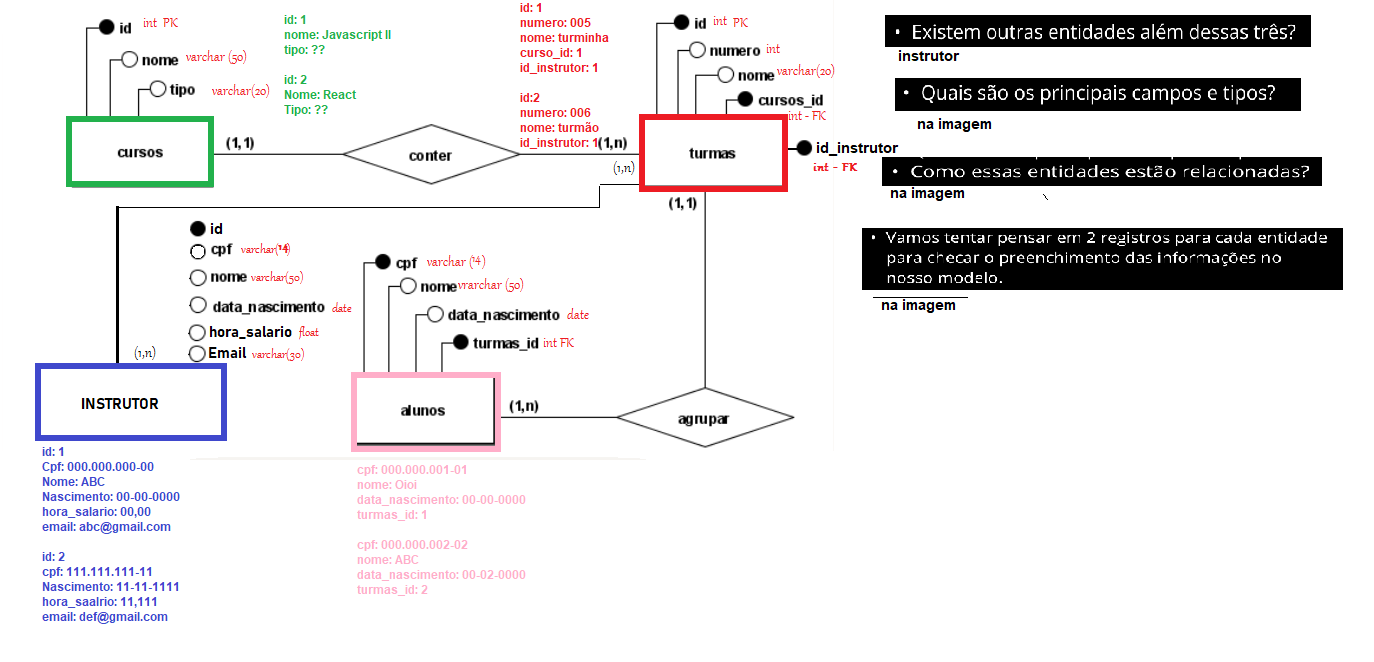 id int PK
nome varchar (50)
tipo varchar(20)
cursos
(1,1)
id: 1
nome: Javascript II
tipo: ??
id: 2
Nome: React
Tipo: ??
conter
id: 1
numero: 005
nome: turminha
curso_id: 1
id_instrutor: 1
id:2
numero: 006
nome: turmão
id_instrutor: 1
(1,n)
(1,n)
id int PK
numero int
nome varchar(20)
cursos_id
int - FK
turmas
id_instrutor
int - FK
(1,1)
• Existem outras entidades além dessas três?
instrutor
• Quais são os principais campos e tipos?
na imagem
• Como essas entidades estão relacionadas?
na imagem
• Vamos tentar pensar em 2 registros para cada entidade
para checar o preenchimento das informações no
nosso modelo.
na imagem
id
cpf varchar(14)
nome varchar(50)
data_nascimento date
hora_salario float
Email varchar(30)
(1,n)
INSTRUTOR
id: 1
Cpf: 000.000.000-00
Nome: ABC
Nascimento: 00-00-0000
hora_salario: 00,00
email: abc@gmail.com
id: 2
cpf: 111.111.111-11
Nascimento: 11-11-1111
hora_saalrio: 11,111
email: def@gmail.com
cpf varchar (14)
nome vrarchar (50)
data_nascimento date
turmas_id int FK
alunos
(1,n)
agrupar
cpf: 000.000.001-01
nome: Oioi
data_nascimento: 00-00-0000
turmas_id: 1
cpf: 000.000.002-02
nome: ABC
data_nascimento: 00-02-0000
turmas_id: 2